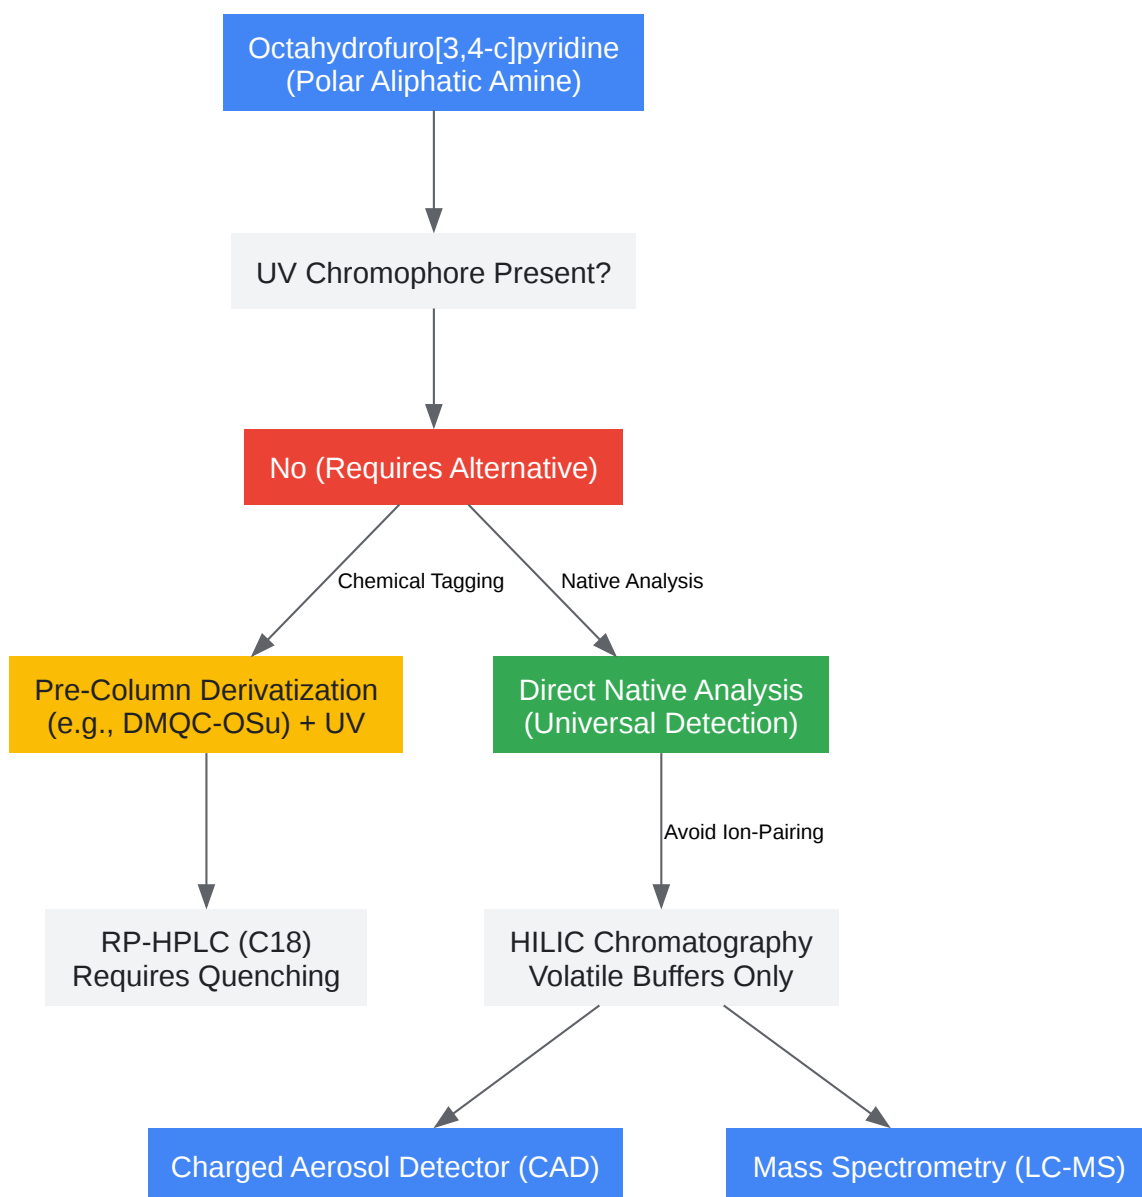 Octahydrofuro[3,4-c]pyridine
(Polar Aliphatic Amine)
UV Chromophore Present?
No (Requires Alternative)
Chemical Tagging
Native Analysis
Pre-Column Derivatization
(e.g., DMQC-OSu) + UV
Direct Native Analysis
(Universal Detection)
Avoid Ion-Pairing
RP-HPLC (C18)
Requires Quenching
HILIC Chromatography
Volatile Buffers Only
Charged Aerosol Detector (CAD)
Mass Spectrometry (LC-MS)